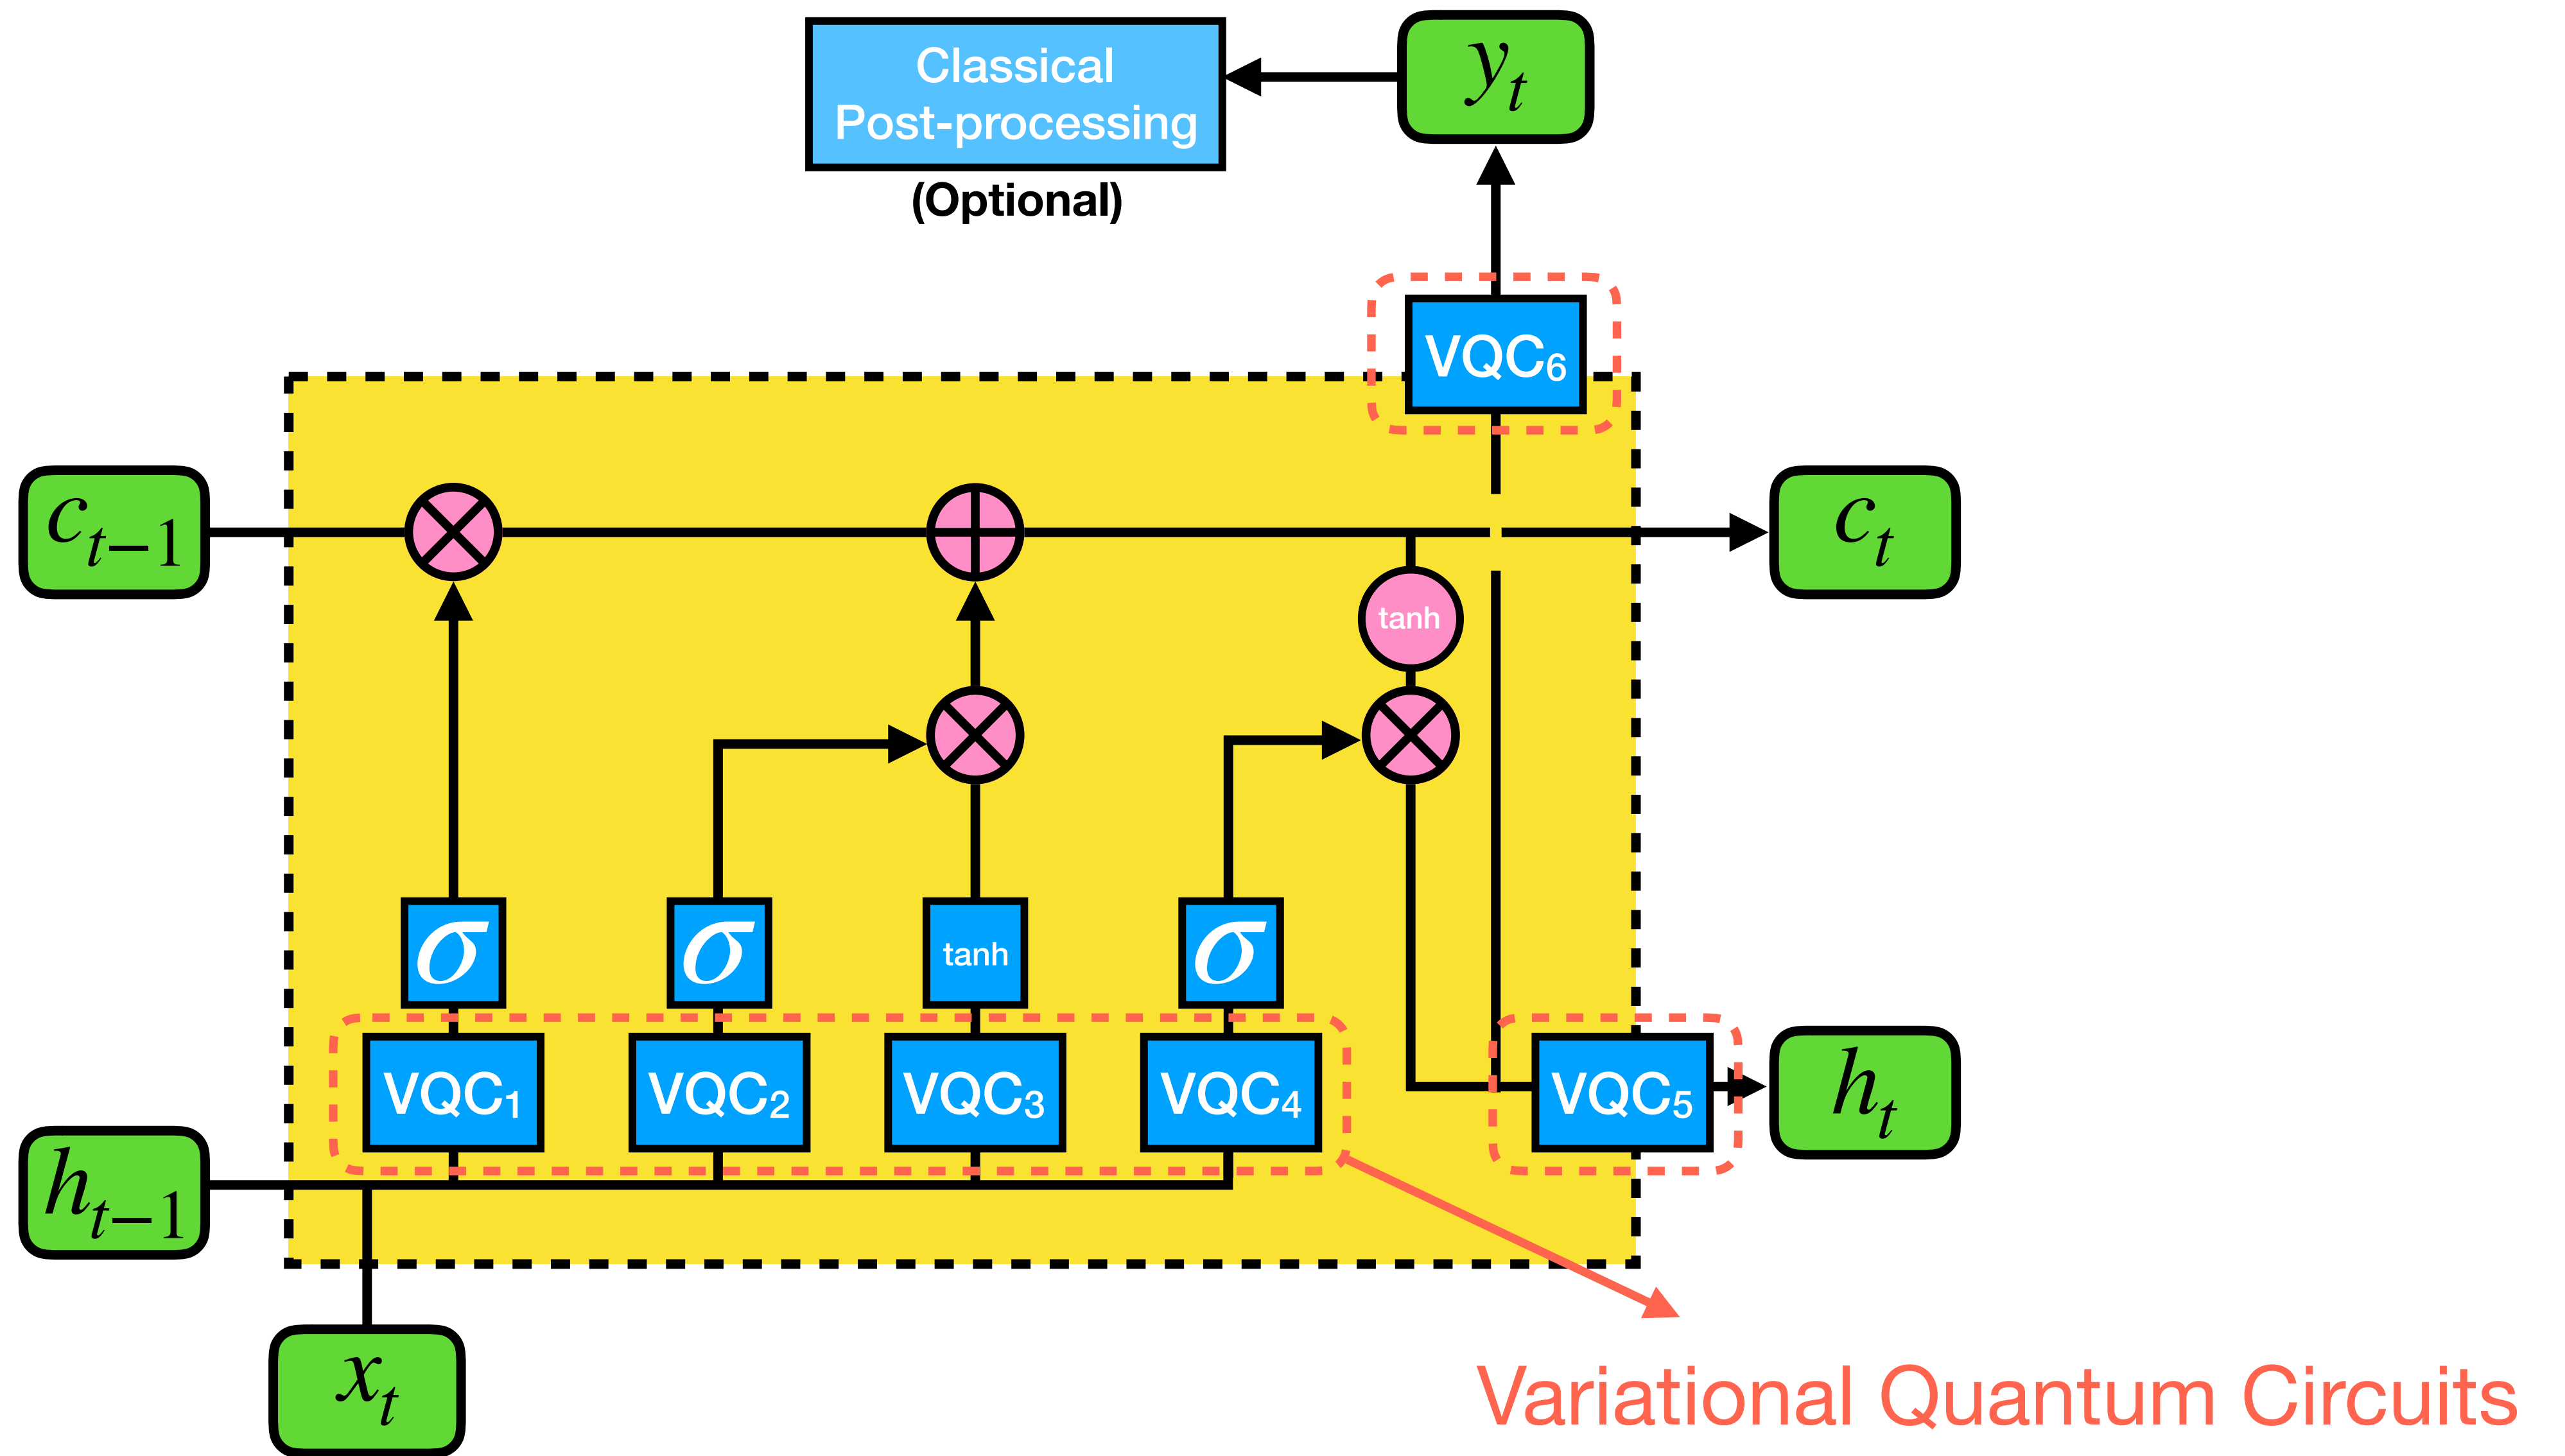 Classical
Post-processing
(Optional)
y_t
VQC₆
c_{t−1}
c_t
tanh
σ
σ
tanh
σ
VQC₁
VQC₂
VQC₃
VQC₄
VQC₅
h_t
h_{t−1}
x_t
Variational Quantum Circuits